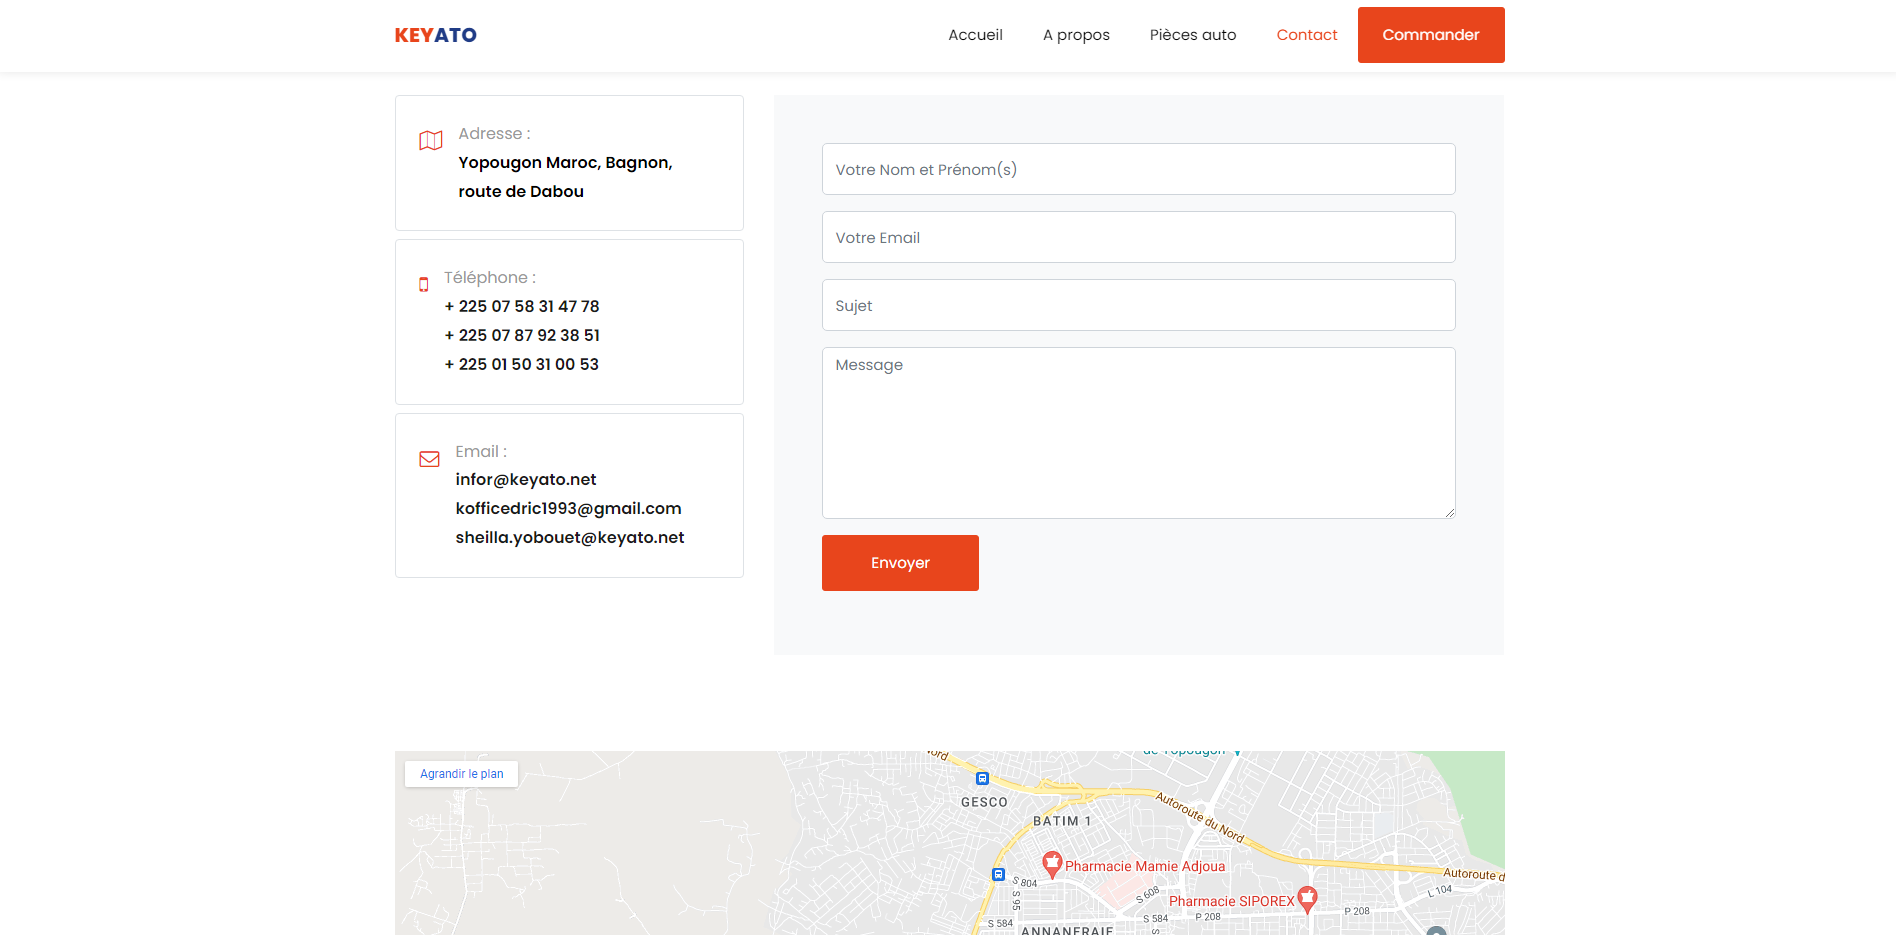 KEYATO
Accueil
A propos
Pièces auto
Contact
Commander
Adresse :
Yopougon Maroc, Bagnon,
route de Dabou
Téléphone :
+ 225 07 58 31 47 78
+ 225 07 87 92 38 51
+ 225 01 50 31 00 53
Email :
infor@keyato.net
kofficedric1993@gmail.com
sheilla.yobouet@keyato.net
Votre Nom et Prénom(s)
Votre Email
Sujet
Message
Envoyer
Agrandir le plan
de Yopougon
Nord
GESCO
BATIM 1
Autoroute du Nord
Pharmacie Mamie Adjoua
Autoroute d
S 804
S 95
S 608
L 104
Pharmacie SIPOREX
P 208
P 208
S 584
S 584
ANNANERAIE